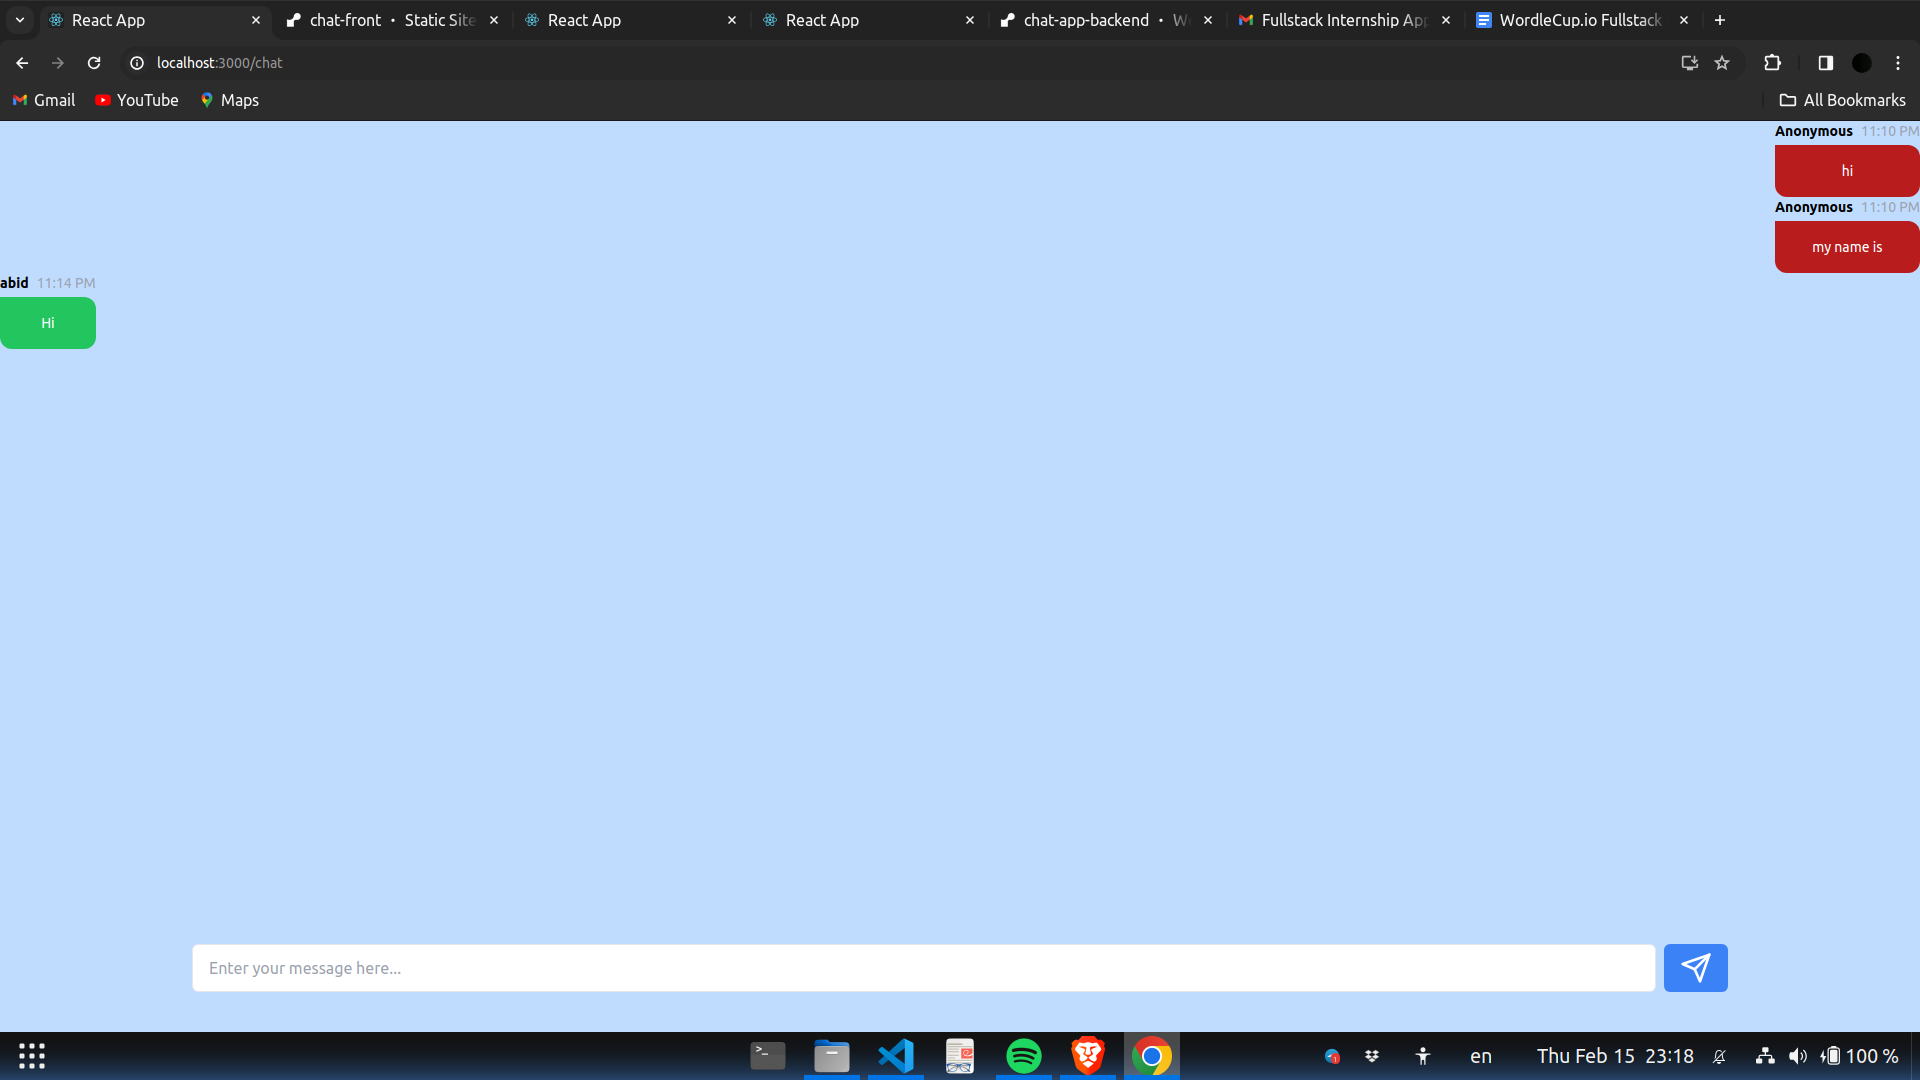 React App
chat-front • Static Site
React App
React App
chat-app-backend • W
Fullstack Internship App
WordleCup.io Fullstack
localhost:3000/chat
Gmail
YouTube
Maps
All Bookmarks
Anonymous 11:10 PM
hi
Anonymous 11:10 PM
my name is
abid 11:14 PM
Hi
Enter your message here...
>_
1
en
Thu Feb 15 23:18
100 %